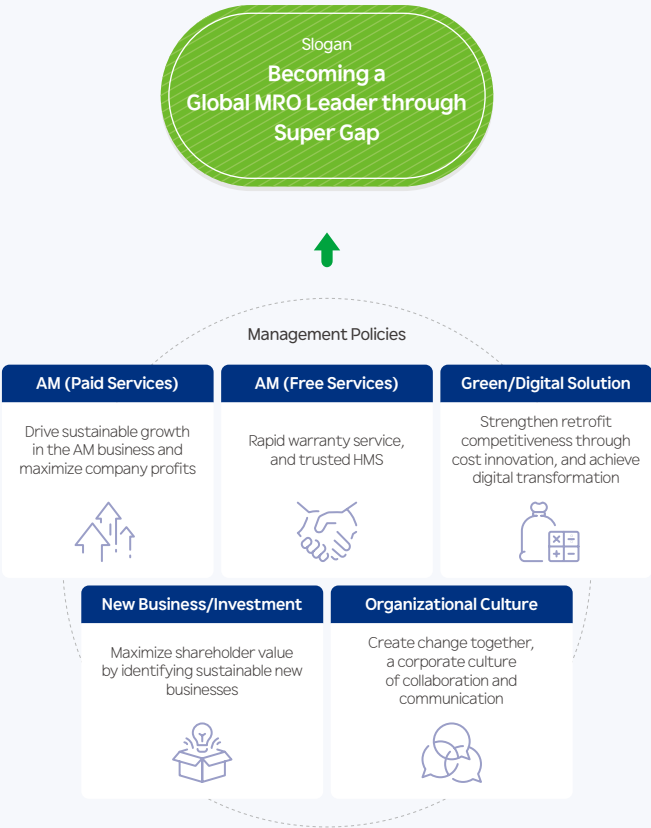 Slogan
Becoming a
Global MRO Leader through
Super Gap
Management Policies
AM (Paid Services)
Drive sustainable growth
in the AM business and
maximize company profits
AM (Free Services)
Rapid warranty service,
and trusted HMS
Green/Digital Solution
Strengthen retrofit
competitiveness through
cost innovation, and achieve
digital transformation
New Business/Investment
Maximize shareholder value
by identifying sustainable new
businesses
Organizational Culture
Create change together,
a corporate culture
of collaboration and
communication